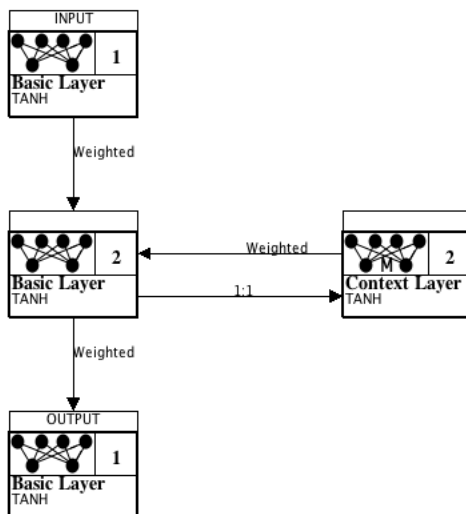 INPUT
1
Basic Layer
TANH
Weighted
2
Basic Layer
TANH
Weighted
1:1
M
2
Context Layer
TANH
Weighted
OUTPUT
1
Basic Layer
TANH